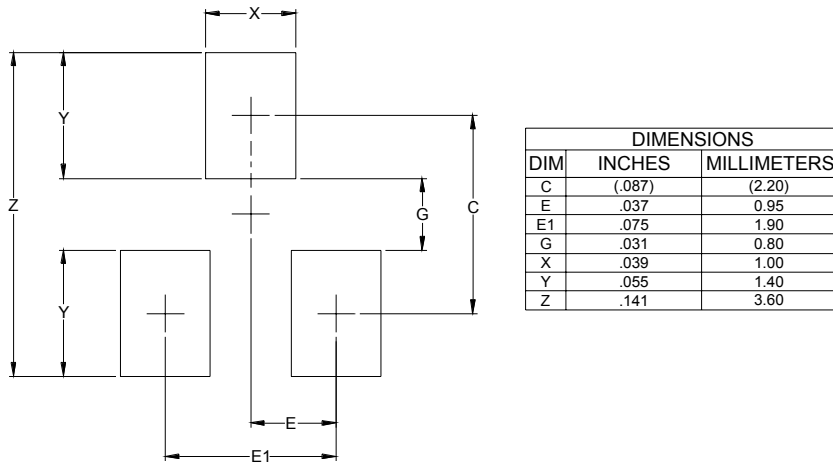 X
Y
Z
G
C
Y
E
E1
DIMENSIONS
DIM INCHES MILLIMETERS
C (.087) (2.20)
E .037 0.95
E1 .075 1.90
G .031 0.80
X .039 1.00
Y .055 1.40
Z .141 3.60